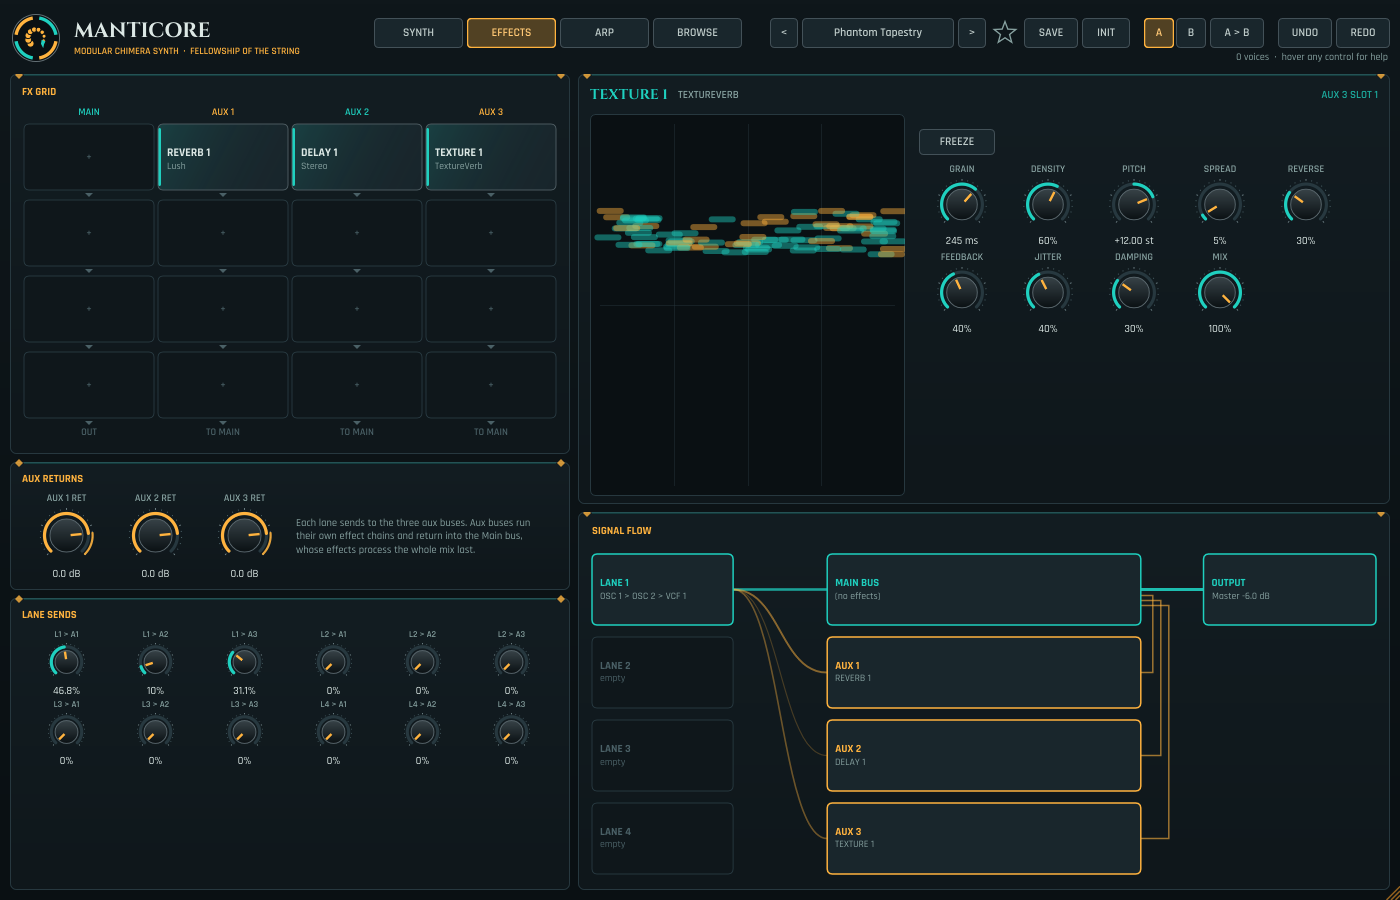 MANTICORE
MODULAR CHIMERA SYNTH · FELLOWSHIP OF THE STRING
SYNTH EFFECTS ARP BROWSE < Phantom Tapestry > SAVE INIT A B A > B UNDO REDO
0 voices · hover any control for help
FX GRID
MAIN AUX 1 AUX 2 AUX 3
+ REVERB 1 DELAY 1 TEXTURE 1
Lush Stereo TextureVerb
+ + + +
+ + + +
+ + + +
OUT TO MAIN TO MAIN TO MAIN
AUX RETURNS
AUX 1 RET AUX 2 RET AUX 3 RET
0.0 dB 0.0 dB 0.0 dB
Each lane sends to the three aux buses. Aux buses run
their own effect chains and return into the Main bus,
whose effects process the whole mix last.
LANE SENDS
L1 > A1 L1 > A2 L1 > A3 L2 > A1 L2 > A2 L2 > A3
46.8% 10% 31.1% 0% 0% 0%
L3 > A1 L3 > A2 L3 > A3 L4 > A1 L4 > A2 L4 > A3
0% 0% 0% 0% 0% 0%
TEXTURE 1 TEXTUREVERB AUX 3 SLOT 1
FREEZE
GRAIN DENSITY PITCH SPREAD REVERSE
245 ms 60% +12.00 st 5% 30%
FEEDBACK JITTER DAMPING MIX
40% 40% 30% 100%
SIGNAL FLOW
LANE 1 MAIN BUS OUTPUT
OSC 1 > OSC 2 > VCF 1 (no effects) Master -6.0 dB
LANE 2 AUX 1
empty REVERB 1
LANE 3 AUX 2
empty DELAY 1
LANE 4 AUX 3
empty TEXTURE 1